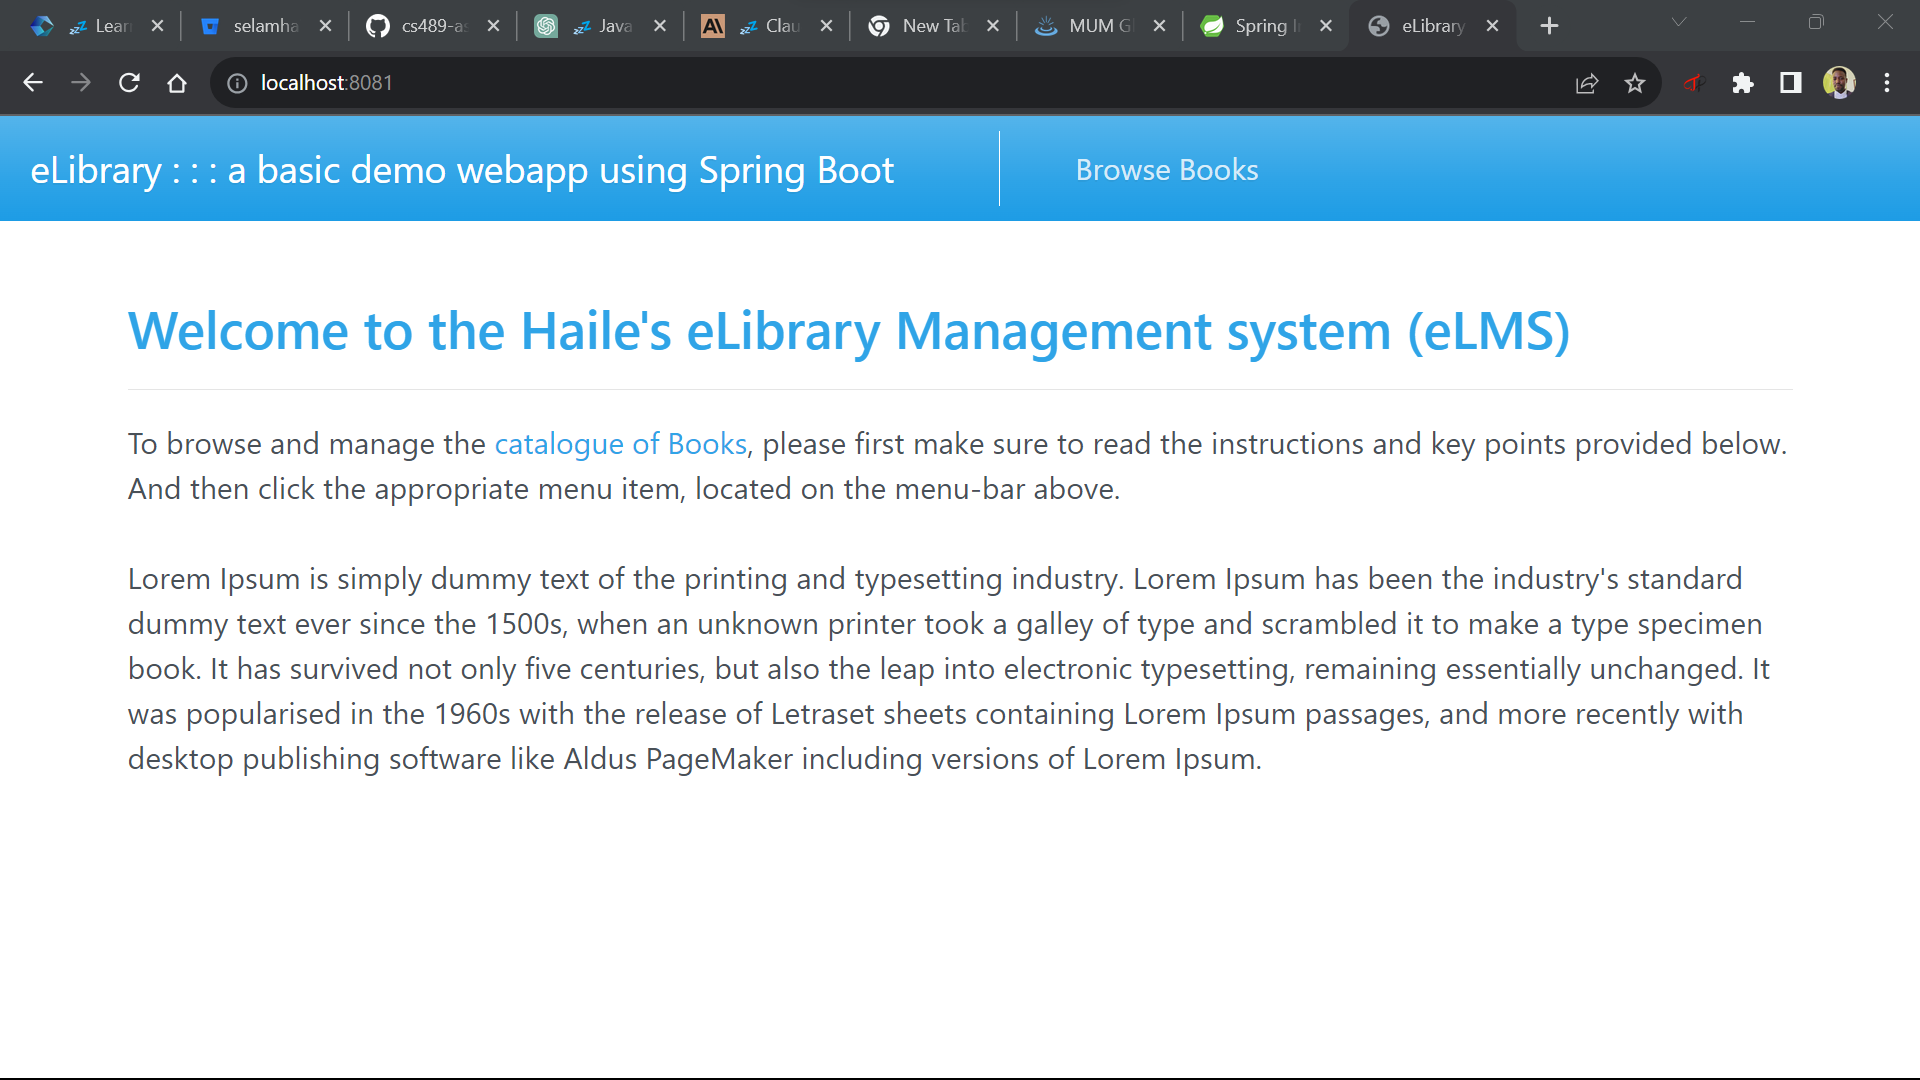 Lear
selamha
cs489-as
Java
Clau
New Tab
MUM G
Spring I
eLibrary
localhost:8081
eLibrary : : : a basic demo webapp using Spring Boot
Browse Books
Welcome to the Haile's eLibrary Management system (eLMS)
To browse and manage the catalogue of Books, please first make sure to read the instructions and key points provided below.
And then click the appropriate menu item, located on the menu-bar above.
Lorem Ipsum is simply dummy text of the printing and typesetting industry. Lorem Ipsum has been the industry's standard
dummy text ever since the 1500s, when an unknown printer took a galley of type and scrambled it to make a type specimen
book. It has survived not only five centuries, but also the leap into electronic typesetting, remaining essentially unchanged. It
was popularised in the 1960s with the release of Letraset sheets containing Lorem Ipsum passages, and more recently with
desktop publishing software like Aldus PageMaker including versions of Lorem Ipsum.